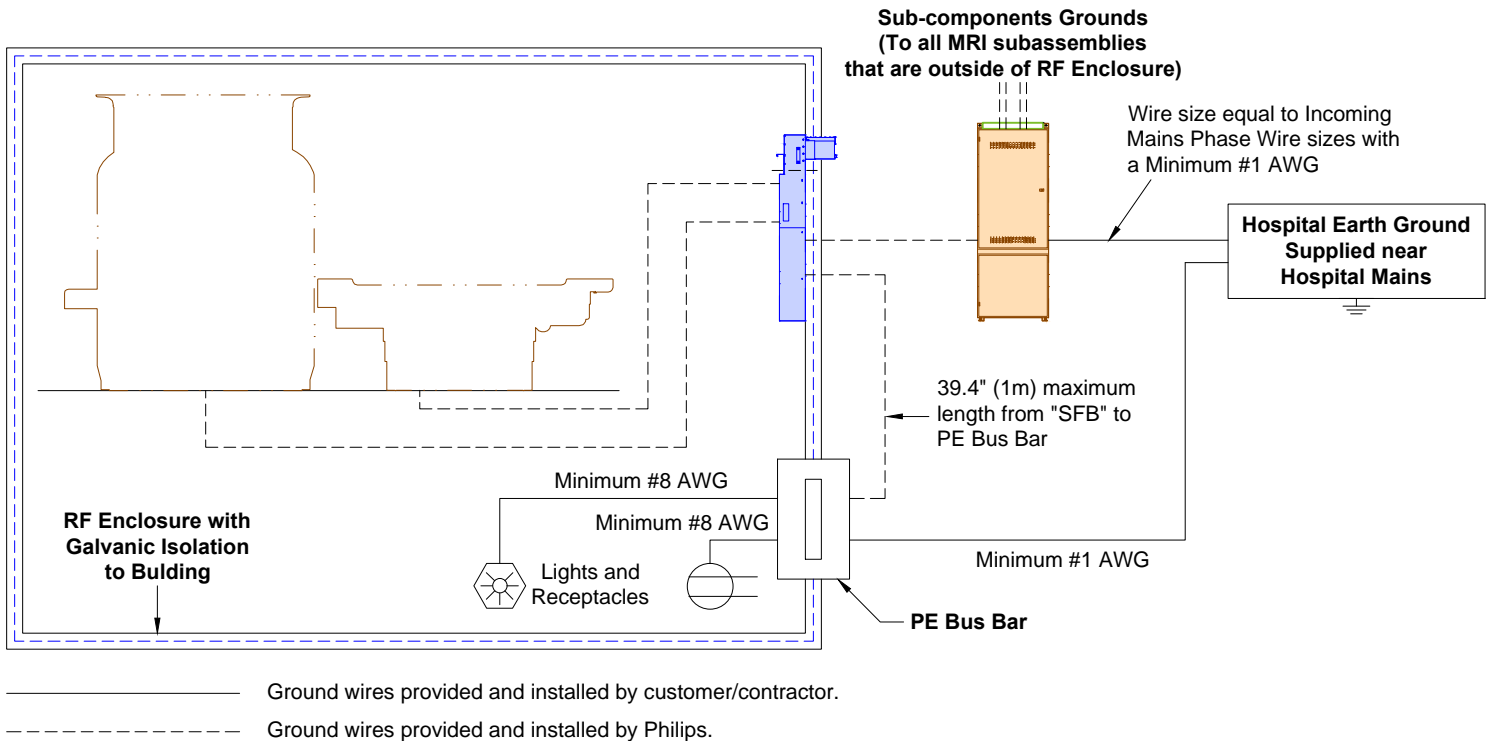 Sub-components Grounds
(To all MRI subassemblies
that are outside of RF Enclosure)
Wire size equal to Incoming
Mains Phase Wire sizes with
a Minimum #1 AWG
Hospital Earth Ground
Supplied near
Hospital Mains
39.4" (1m) maximum
length from "SFB" to
PE Bus Bar
Minimum #8 AWG
Minimum #8 AWG
RF Enclosure with
Galvanic Isolation
to Bulding
Lights and
Receptacles
Minimum #1 AWG
PE Bus Bar
Ground wires provided and installed by customer/contractor.
Ground wires provided and installed by Philips.